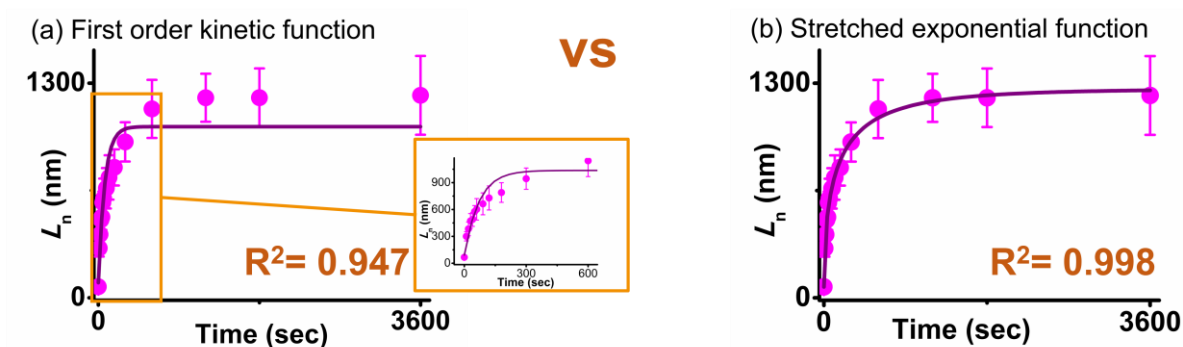 (a) First order kinetic function
vs
(b) Stretched exponential function
1300
Lₙ (nm)
0
R²= 0.947
0
3600
Time (sec)
900
600
300
0
Lₙ (nm)
0
300
600
Time (sec)
1300
Lₙ (nm)
0
R²= 0.998
0
3600
Time (sec)